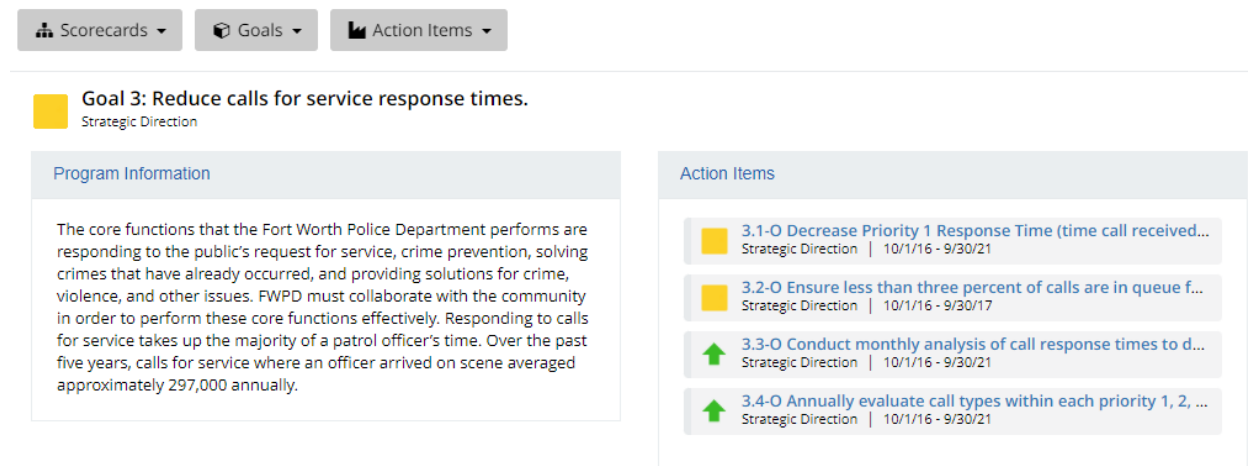 Scorecards
Goals
Action Items
Goal 3: Reduce calls for service response times.
Strategic Direction
Program Information
The core functions that the Fort Worth Police Department performs are
responding to the public's request for service, crime prevention, solving
crimes that have already occurred, and providing solutions for crime,
violence, and other issues. FWPD must collaborate with the community
in order to perform these core functions effectively. Responding to calls
for service takes up the majority of a patrol officer's time. Over the past
five years, calls for service where an officer arrived on scene averaged
approximately 297,000 annually.
Action Items
3.1-O Decrease Priority 1 Response Time (time call received...
Strategic Direction | 10/1/16 - 9/30/21
3.2-O Ensure less than three percent of calls are in queue f...
Strategic Direction | 10/1/16 - 9/30/17
3.3-O Conduct monthly analysis of call response times to d...
Strategic Direction | 10/1/16 - 9/30/21
3.4-O Annually evaluate call types within each priority 1, 2, ...
Strategic Direction | 10/1/16 - 9/30/21